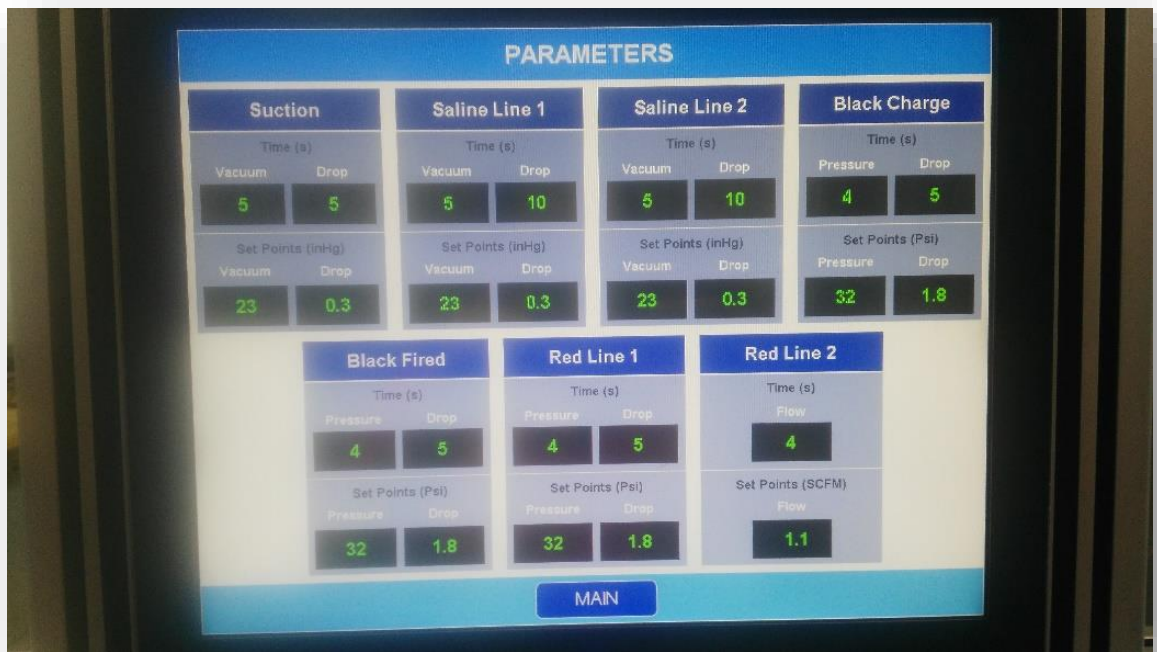 PARAMETERS
Suction Saline Line 1 Saline Line 2 Black Charge
Time (s) Time (s) Time (s) Time (s)
Vacuum Drop Vacuum Drop Vacuum Drop Pressure Drop
5 5 5 10 5 10 4 5
Set Points (inHg) Set Points (inHg) Set Points (inHg) Set Points (Psi)
Vacuum Drop Vacuum Drop Vacuum Drop Pressure Drop
23 0.3 23 0.3 23 0.3 32 1.8
Black Fired Red Line 1 Red Line 2
Time (s) Time (s) Time (s)
Pressure Drop Pressure Drop Flow
4 5 4 5 4
Set Points (Psi) Set Points (Psi) Set Points (SCFM)
Pressure Drop Pressure Drop Flow
32 1.8 32 1.8 1.1
MAIN